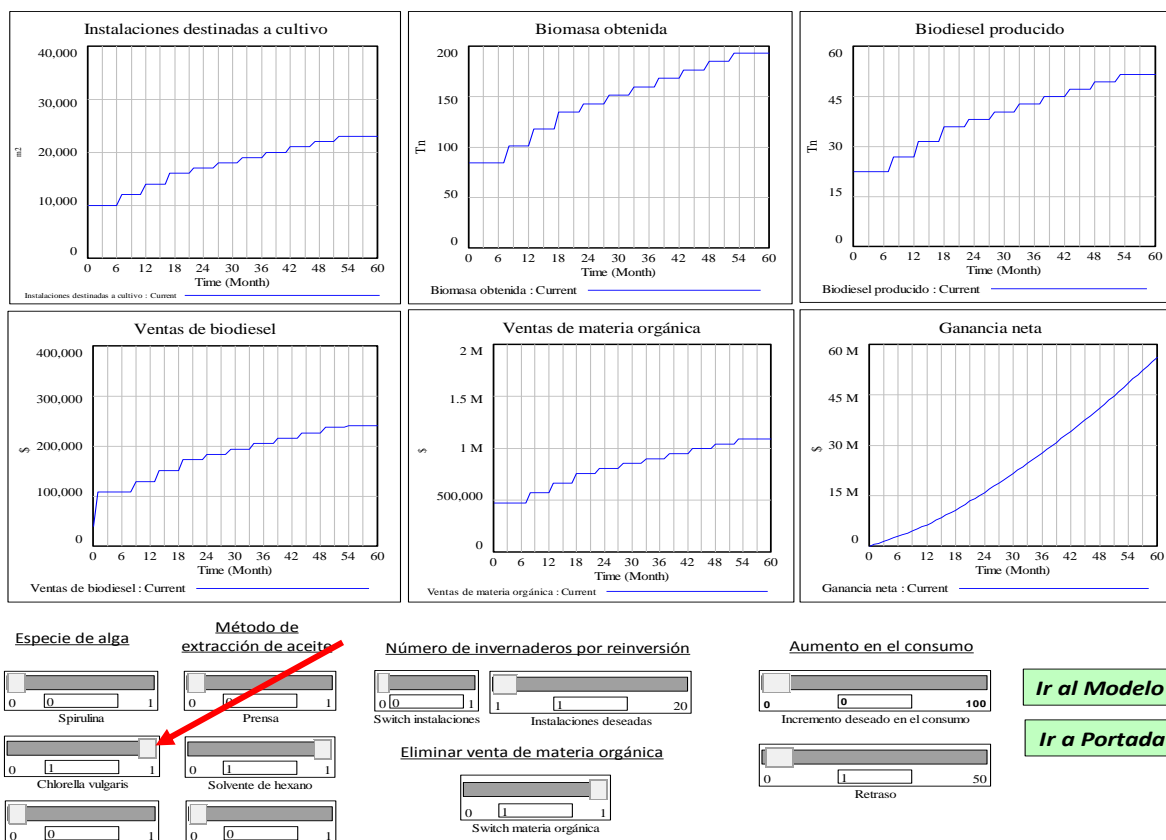 Instalaciones destinadas a cultivo
40,000
30,000
20,000
10,000
0
m2
0 6 12 18 24 30 36 42 48 54 60
Time (Month)
Instalaciones destinadas a cultivo : Current
Biomasa obtenida
200
150
100
50
0
Tn
0 6 12 18 24 30 36 42 48 54 60
Time (Month)
Biomasa obtenida : Current
Biodiesel producido
60
45
30
15
0
Tn
0 6 12 18 24 30 36 42 48 54 60
Time (Month)
Biodiesel producido : Current
Ventas de biodiesel
400,000
300,000
200,000
100,000
0
$
0 6 12 18 24 30 36 42 48 54 60
Time (Month)
Ventas de biodiesel : Current
Ventas de materia orgánica
2 M
1.5 M
1 M
500,000
0
$
0 6 12 18 24 30 36 42 48 54 60
Time (Month)
Ventas de materia orgánica : Current
Ganancia neta
60 M
45 M
30 M
15 M
0
$
0 6 12 18 24 30 36 42 48 54 60
Time (Month)
Ganancia neta : Current
Especie de alga
0 0 1
Spirulina
0 1 1
Chlorella vulgaris
0 0 1
Método de
extracción de aceite
0 0 1
Prensa
0 1 1
Solvente de hexano
0 0 1
Número de invernaderos por reinversión
0 0 1
Switch instalaciones
1 1 20
Instalaciones deseadas
Eliminar venta de materia orgánica
0 1 1
Switch materia orgánica
Aumento en el consumo
0 0 100
Incremento deseado en el consumo
0 1 50
Retraso
Ir al Modelo
Ir a Portada